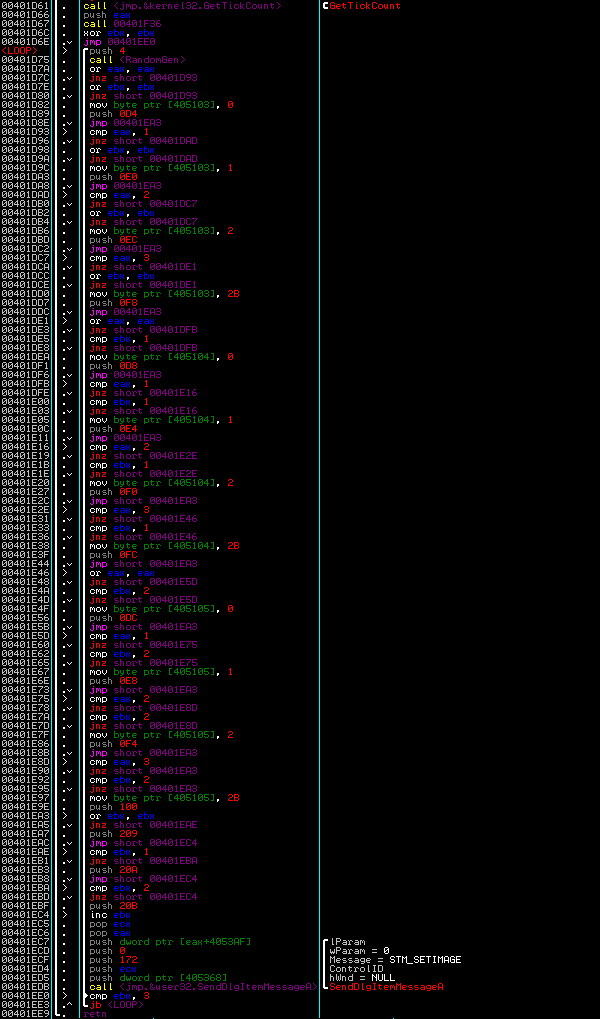 00401D61 . call <jmp.&kernel32.GetTickCount> GetTickCount
00401D66 . push eax
00401D67 . call 00401F36
00401D6C . xor ebx, ebx
00401D6E . jmp 00401EE0
<LOOP> > push 4
00401D75 . call <RandomGen>
00401D7A . or eax, eax
00401D7C . jnz short 00401D93
00401D7E . or ebx, ebx
00401D80 . jnz short 00401D93
00401D82 . mov byte ptr [405103], 0
00401D89 . push 0D4
00401D8E . jmp 00401EA3
00401D93 > cmp eax, 1
00401D96 . jnz short 00401DAD
00401D98 . or ebx, ebx
00401D9A . jnz short 00401DAD
00401D9C . mov byte ptr [405103], 1
00401DA3 . push 0E0
00401DA8 . jmp 00401EA3
00401DAD > cmp eax, 2
00401DB0 . jnz short 00401DC7
00401DB2 . or ebx, ebx
00401DB4 . jnz short 00401DC7
00401DB6 . mov byte ptr [405103], 2
00401DBD . push 0EC
00401DC2 . jmp 00401EA3
00401DC7 > cmp eax, 3
00401DCA . jnz short 00401DE1
00401DCC . or ebx, ebx
00401DCE . jnz short 00401DE1
00401DD0 . mov byte ptr [405103], 2B
00401DD7 . push 0F8
00401DDC . jmp 00401EA3
00401DE1 > or eax, eax
00401DE3 . jnz short 00401DFB
00401DE5 . cmp ebx, 1
00401DE8 . jnz short 00401DFB
00401DEA . mov byte ptr [405104], 0
00401DF1 . push 0D8
00401DF6 . jmp 00401EA3
00401DFB > cmp eax, 1
00401DFE . jnz short 00401E16
00401E00 . cmp ebx, 1
00401E03 . jnz short 00401E16
00401E05 . mov byte ptr [405104], 1
00401E0C . push 0E4
00401E11 . jmp 00401EA3
00401E16 > cmp eax, 2
00401E19 . jnz short 00401E2E
00401E1B . cmp ebx, 1
00401E1E . jnz short 00401E2E
00401E20 . mov byte ptr [405104], 2
00401E27 . push 0F0
00401E2C . jmp short 00401EA3
00401E2E > cmp eax, 3
00401E31 . jnz short 00401E46
00401E33 . cmp ebx, 1
00401E36 . jnz short 00401E46
00401E38 . mov byte ptr [405104], 2B
00401E3F . push 0FC
00401E44 . jmp short 00401EA3
00401E46 > or eax, eax
00401E48 . jnz short 00401E5D
00401E4A . cmp ebx, 2
00401E4D . jnz short 00401E5D
00401E4F . mov byte ptr [405105], 0
00401E56 . push 0DC
00401E5B . jmp short 00401EA3
00401E5D > cmp eax, 1
00401E60 . jnz short 00401E75
00401E62 . cmp ebx, 2
00401E65 . jnz short 00401E75
00401E67 . mov byte ptr [405105], 1
00401E6E . push 0E8
00401E73 . jmp short 00401EA3
00401E75 > cmp eax, 2
00401E78 . jnz short 00401E8D
00401E7A . cmp ebx, 2
00401E7D . jnz short 00401E8D
00401E7F . mov byte ptr [405105], 2
00401E86 . push 0F4
00401E8B . jmp short 00401EA3
00401E8D > cmp eax, 3
00401E90 . jnz short 00401EA3
00401E92 . cmp ebx, 2
00401E95 . jnz short 00401EA3
00401E97 . mov byte ptr [405105], 2B
00401E9E . push 100
00401EA3 > or ebx, ebx
00401EA5 . jnz short 00401EAE
00401EA7 . push 209
00401EAC . jmp short 00401EC4
00401EAE > cmp ebx, 1
00401EB1 . jnz short 00401EBA
00401EB3 . push 20A
00401EB8 . jmp short 00401EC4
00401EBA > cmp ebx, 2
00401EBD . jnz short 00401EC4
00401EBF . push 20B
00401EC4 > inc ebx
00401EC5 . pop ecx
00401EC6 . pop eax
00401EC7 . push dword ptr [eax+4053AF] lParam
00401ECD . push 0 wParam = 0
00401ECF . push 172 Message = STM_SETIMAGE
00401ED4 . push ecx ControlID
00401ED5 . push dword ptr [405368] hWnd = NULL
00401EDB . call <jmp.&user32.SendDlgItemMessageA> SendDlgItemMessageA
00401EE0 > cmp ebx, 3
00401EE3 .^ jb <LOOP>
00401EE9 . retn